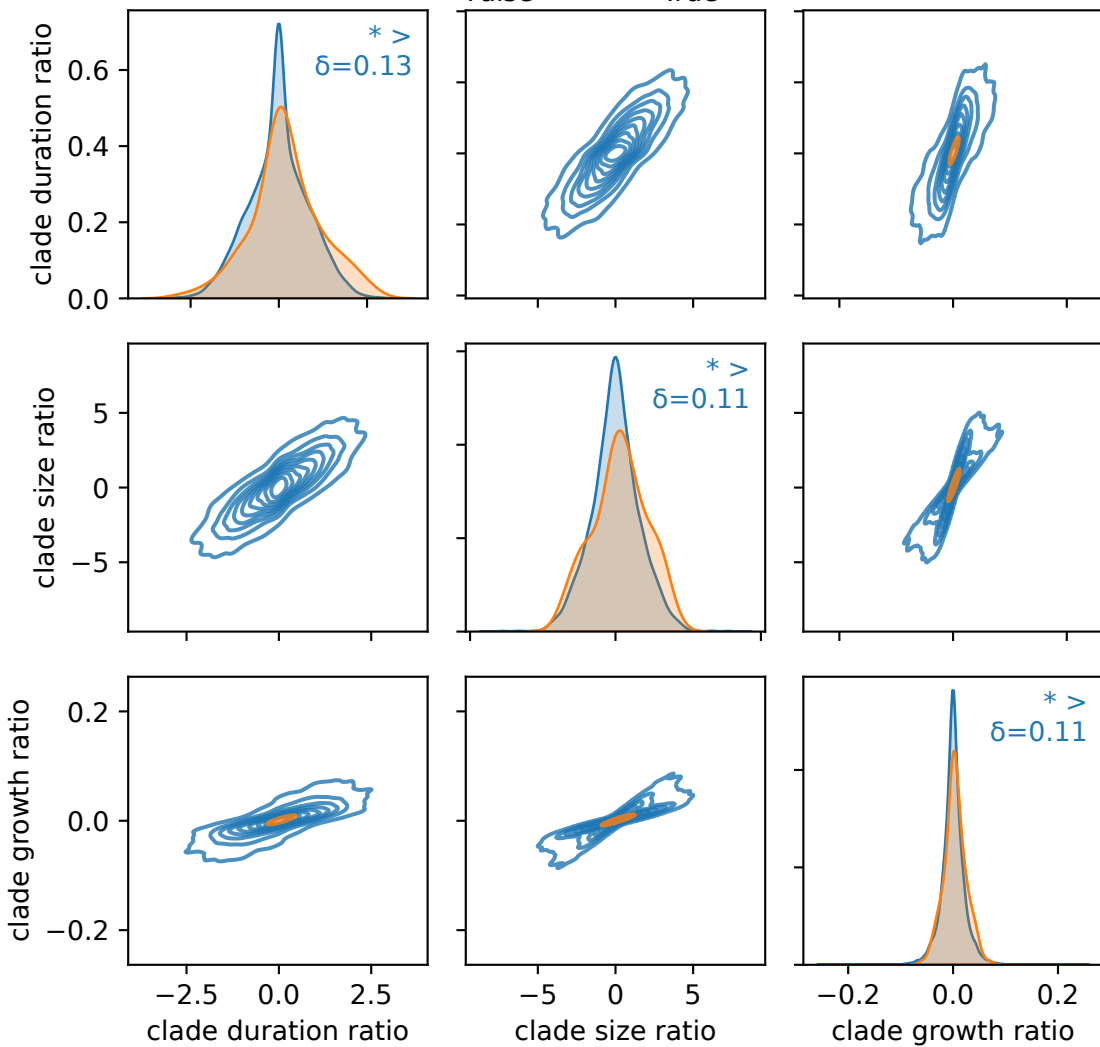 * >
δ=0.13
0.6
0.4
0.2
0.0
clade duration ratio
* >
δ=0.11
5
0
−5
clade size ratio
* >
δ=0.11
0.2
0.0
−0.2
clade growth ratio
−2.5 0.0 2.5
−5 0 5
−0.2 0.0 0.2
clade duration ratio
clade size ratio
clade growth ratio